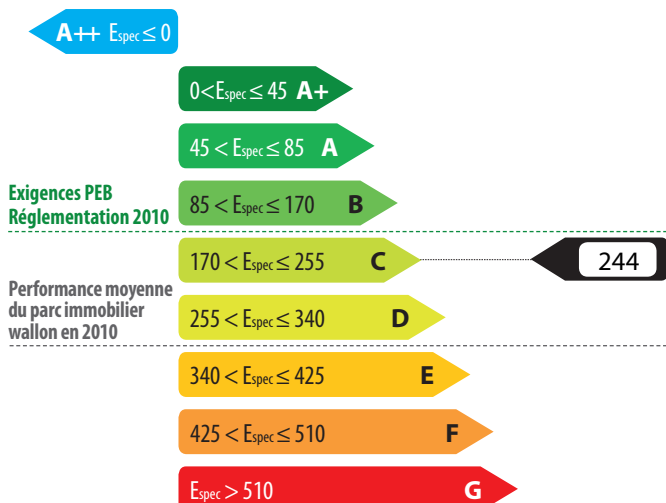 A++ Espec ≤ 0
0 < Espec ≤ 45 A+
45 < Espec ≤ 85 A
Exigences PEB
Réglementation 2010
85 < Espec ≤ 170 B
170 < Espec ≤ 255 C
244
Performance moyenne
du parc immobilier
wallon en 2010
255 < Espec ≤ 340 D
340 < Espec ≤ 425 E
425 < Espec ≤ 510 F
Espec > 510 G